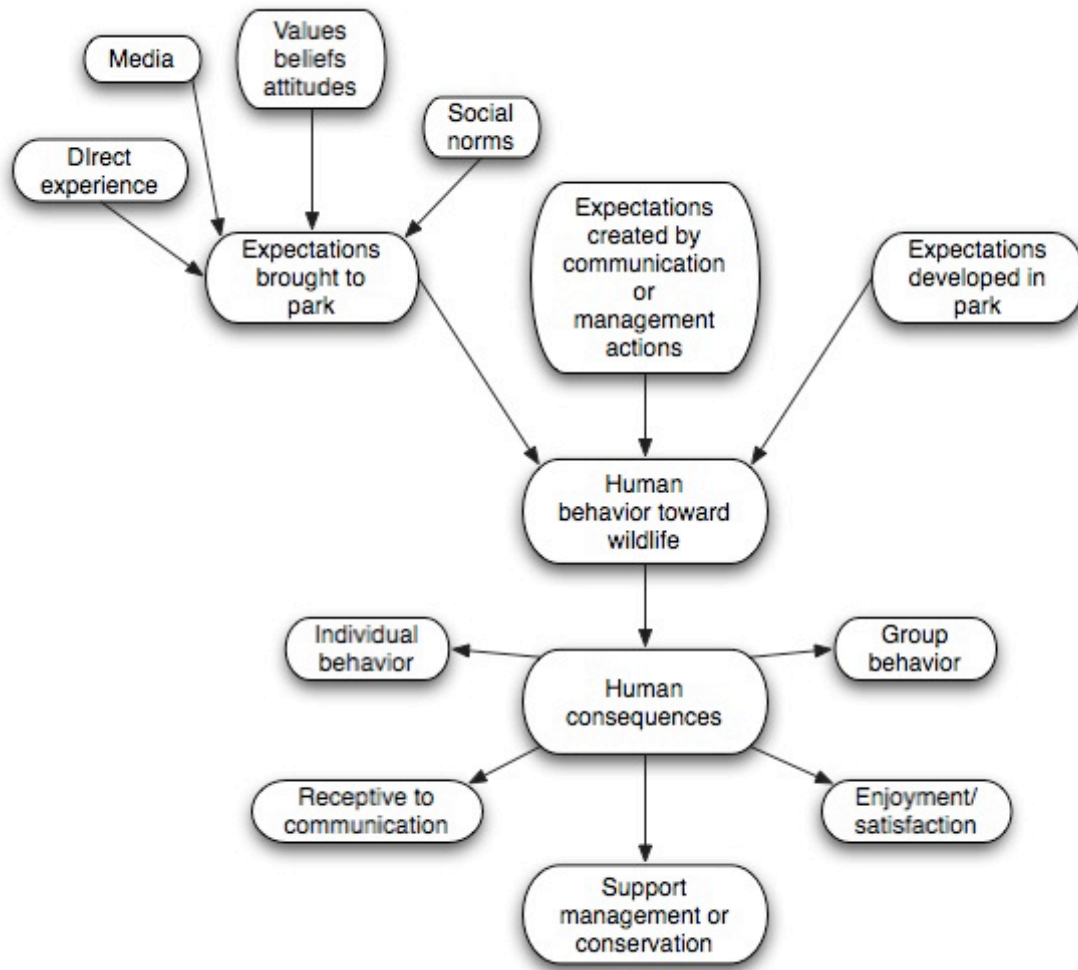 Media
Values
beliefs
attitudes
Social
norms
DIrect
experience
Expectations
brought to
park
Expectations
created by
communication
or
management
actions
Expectations
developed in
park
Human
behavior toward
wildlife
Individual
behavior
Group
behavior
Human
consequences
Receptive to
communication
Enjoyment/
satisfaction
Support
management or
conservation